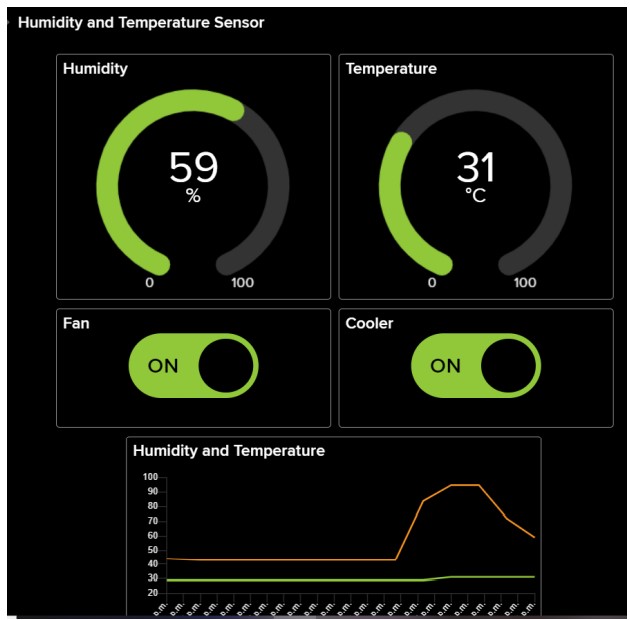 Humidity and Temperature Sensor
Humidity
59
%
0
100
Temperature
31
°C
0
100
Fan
ON
Cooler
ON
Humidity and Temperature
100
90
80
70
60
50
40
30
20